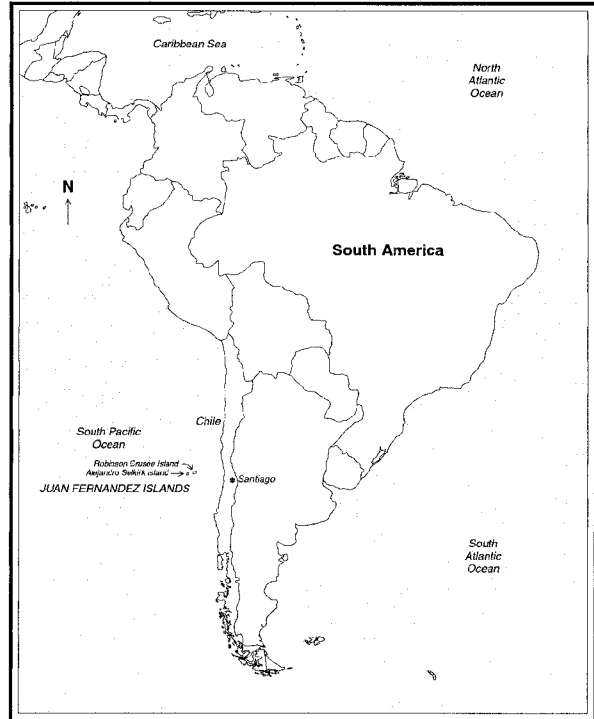 Caribbean Sea
North
Atlantic
Ocean
N
South America
Chile
South Pacific
Ocean
Robinson Crusoe Island
Alejandro Selkirk Island
Santiago
JUAN FERNANDEZ ISLANDS
South
Atlantic
Ocean